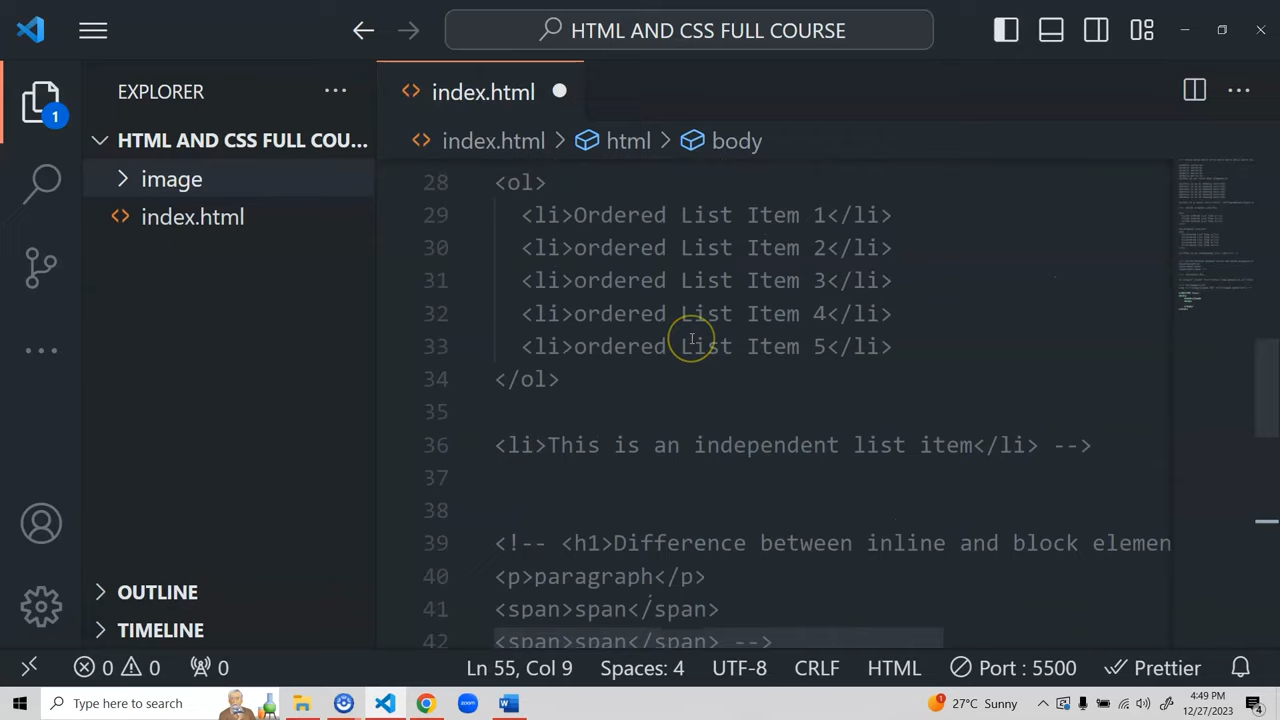 HTML AND CSS FULL COURSE
EXPLORER
index.html
1
HTML AND CSS FULL COU...
index.html > html > body
image
index.html
28 <ol>
29 <li>Ordered List Item 1</li>
30 <li>ordered List Item 2</li>
31 <li>ordered List Item 3</li>
32 <li>ordered List Item 4</li>
33 <li>ordered List Item 5</li>
34 </ol>
35
36 <li>This is an independent list item</li> -->
37
38
39 <!-- <h1>Difference between inline and block elemen
40 <p>paragraph</p>
41 <span>span</span>
42 <span>span</span> -->
OUTLINE
TIMELINE
0 0 0 Ln 55, Col 9 Spaces: 4 UTF-8 CRLF HTML Port : 5500 Prettier
Type here to search
27°C Sunny
4:49 PM
12/27/2023
4